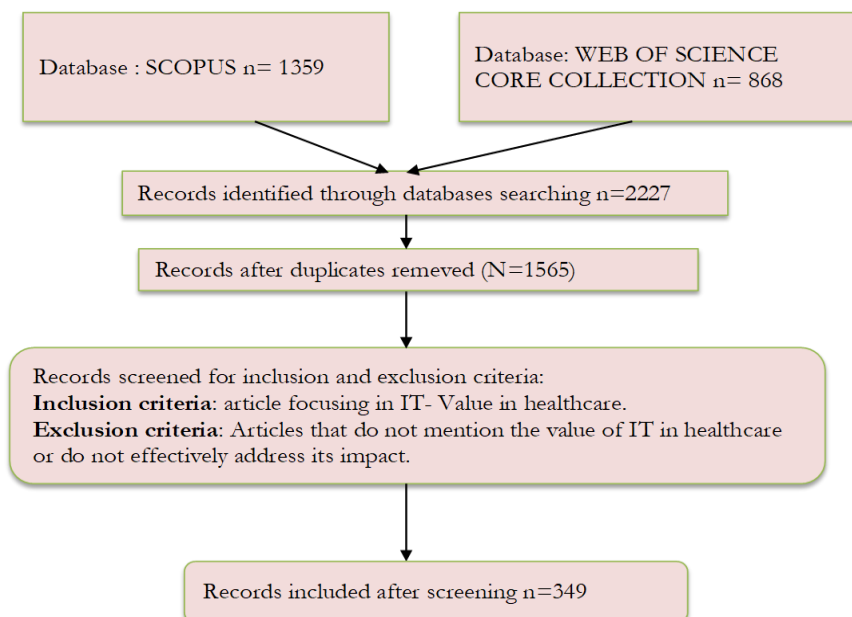 Database : SCOPUS n= 1359
Database: WEB OF SCIENCE
CORE COLLECTION n= 868
Records identified through databases searching n=2227
Records after duplicates remeved (N=1565)
Records screened for inclusion and exclusion criteria:
Inclusion criteria: article focusing in IT- Value in healthcare.
Exclusion criteria: Articles that do not mention the value of IT in healthcare
or do not effectively address its impact.
Records included after screening n=349